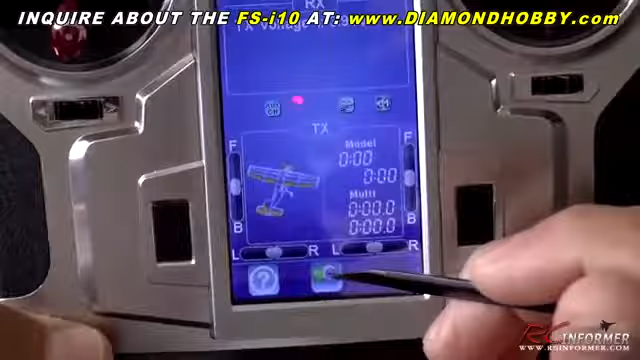 INQUIRE ABOUT THE FS-i10 AT: www.DIAMONDHOBBY.com
RX
TX
F
F
Model
0:00
0:00
Multi
0:00.0
0:00.0
B
B
L
R
L
R
?
RC INFORMER
WWW.RCINFORMER.COM